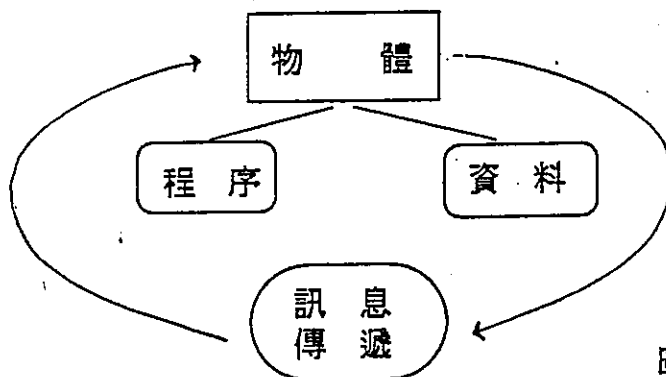 物 體
程 序
資 料
訊 息
傳 遞